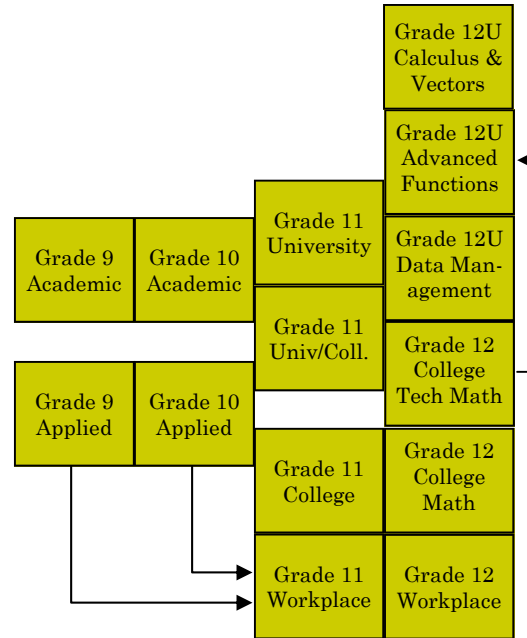 Grade 12U
Calculus &
Vectors
Grade 12U
Advanced
Functions
Grade 11
University
Grade 12U
Data Man-
agement
Grade 9
Academic
Grade 10
Academic
Grade 11
Univ/Coll.
Grade 12
College
Tech Math
Grade 9
Applied
Grade 10
Applied
Grade 11
College
Grade 12
College
Math
Grade 11
Workplace
Grade 12
Workplace